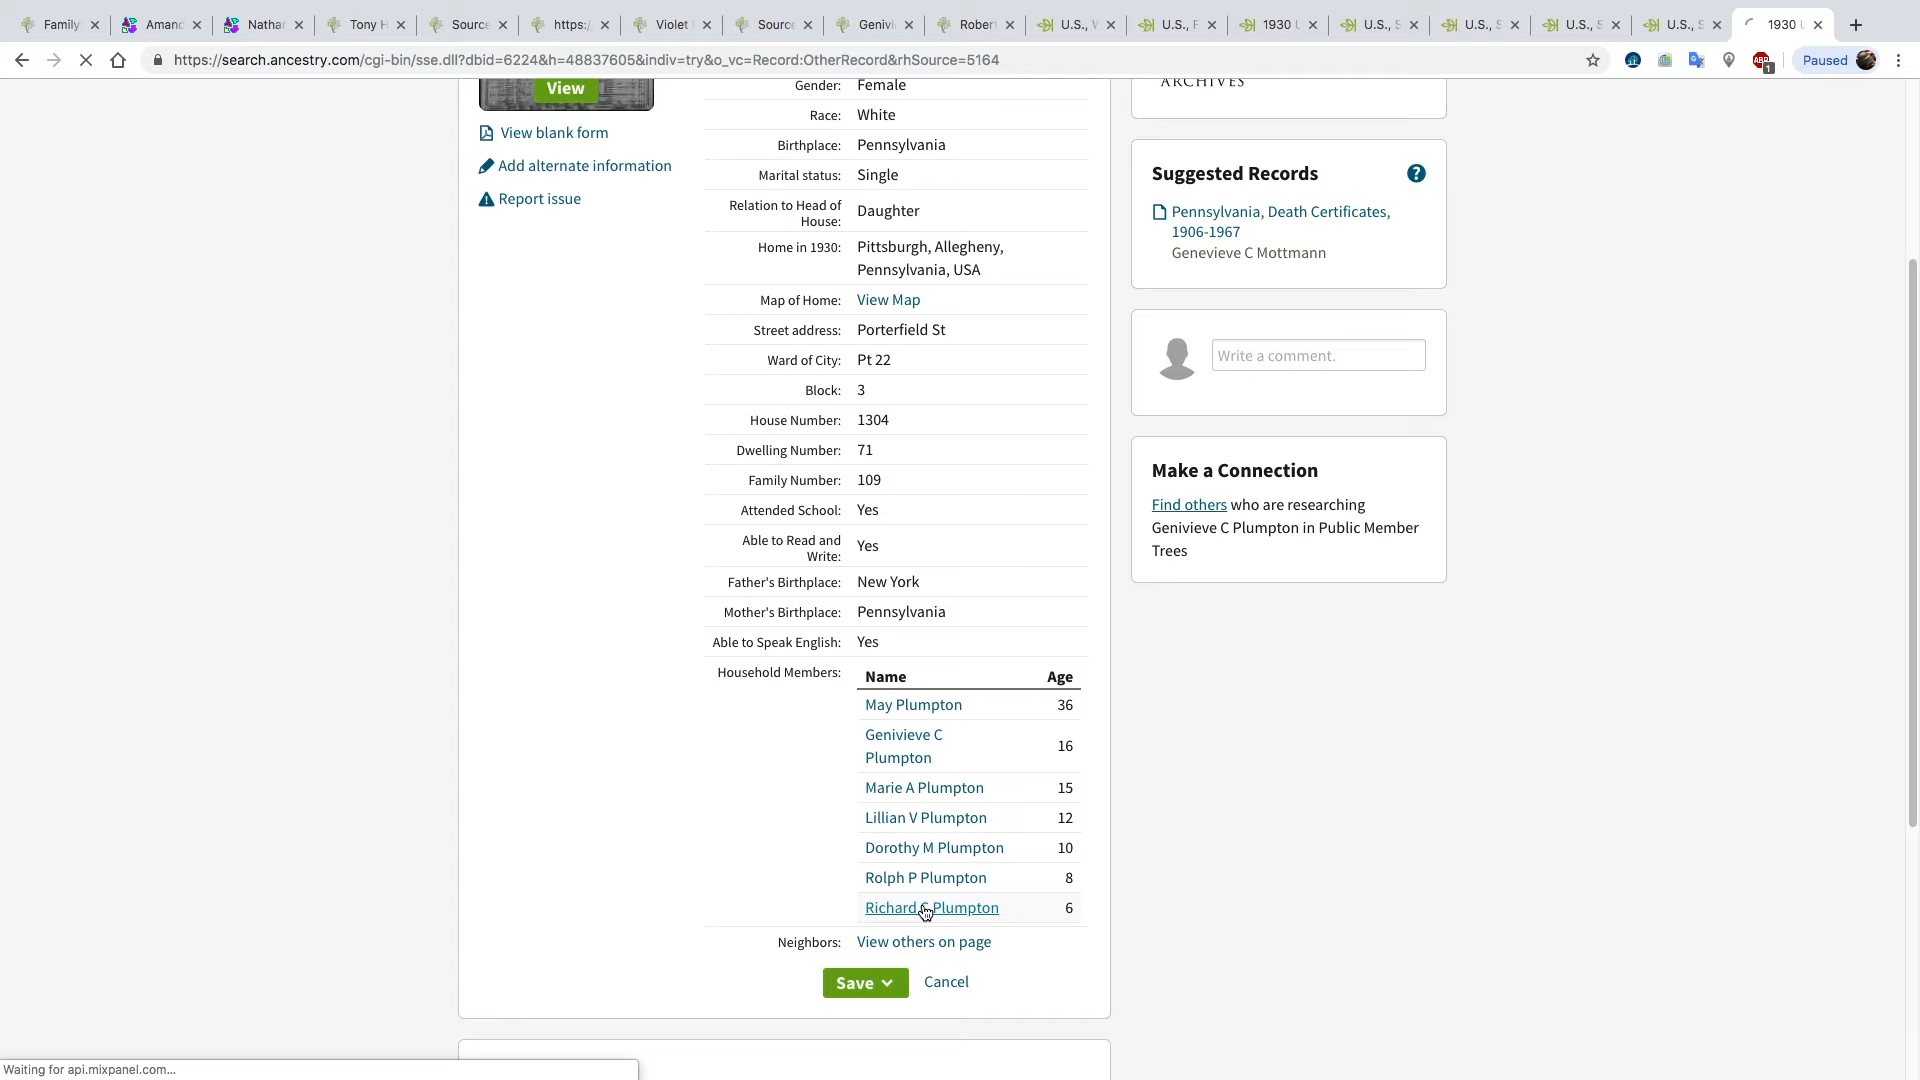 Family
Amand
Nathan
Tony H
Source
https:/
Violet
Source
Genivi
Rober
U.S., W
U.S., F
1930 U
U.S., S
U.S., S
U.S., S
U.S., S
1930 U
https://search.ancestry.com/cgi-bin/sse.dll?dbid=6224&h=48837605&indiv=try&o_vc=Record:OtherRecord&rhSource=5164
ABP
1
Paused
View
View blank form
Add alternate information
Report issue
Gender: Female
Race: White
Birthplace: Pennsylvania
Marital status: Single
Relation to Head of House: Daughter
Home in 1930: Pittsburgh, Allegheny,
Pennsylvania, USA
Map of Home: View Map
Street address: Porterfield St
Ward of City: Pt 22
Block: 3
House Number: 1304
Dwelling Number: 71
Family Number: 109
Attended School: Yes
Able to Read and Write: Yes
Father's Birthplace: New York
Mother's Birthplace: Pennsylvania
Able to Speak English: Yes
Household Members:
Name Age
May Plumpton 36
Genivieve C
Plumpton 16
Marie A Plumpton 15
Lillian V Plumpton 12
Dorothy M Plumpton 10
Rolph P Plumpton 8
Richard C Plumpton 6
Neighbors: View others on page
Save Cancel
ARCHIVES
Suggested Records ?
Pennsylvania, Death Certificates,
1906-1967
Genevieve C Mottmann
Write a comment.
Make a Connection
Find others who are researching
Genivieve C Plumpton in Public Member
Trees
Waiting for api.mixpanel.com...